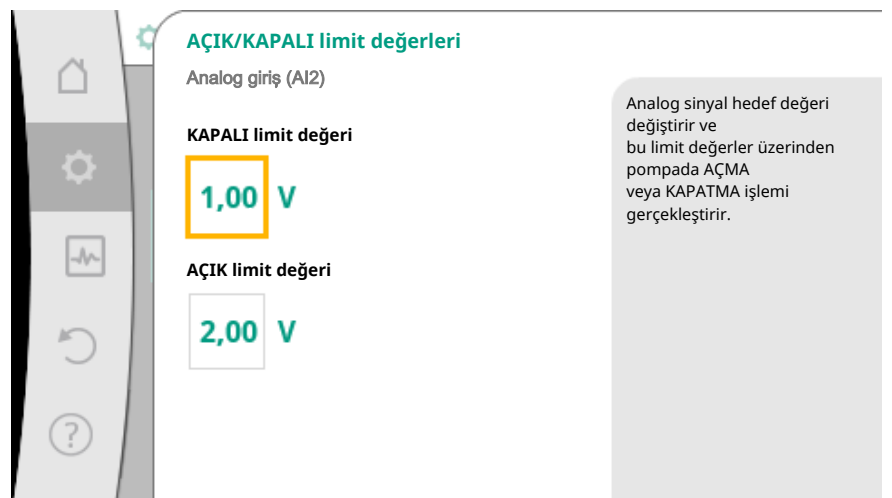 AÇIK/KAPALI limit değerleri
Analog giriş (AI2)
KAPALI limit değeri
1,00 V
AÇIK limit değeri
2,00 V
Analog sinyal hedef değeri
değiştirir ve
bu limit değerler üzerinden
pompada AÇMA
veya KAPATMA işlemi
gerçekleştirir.
?